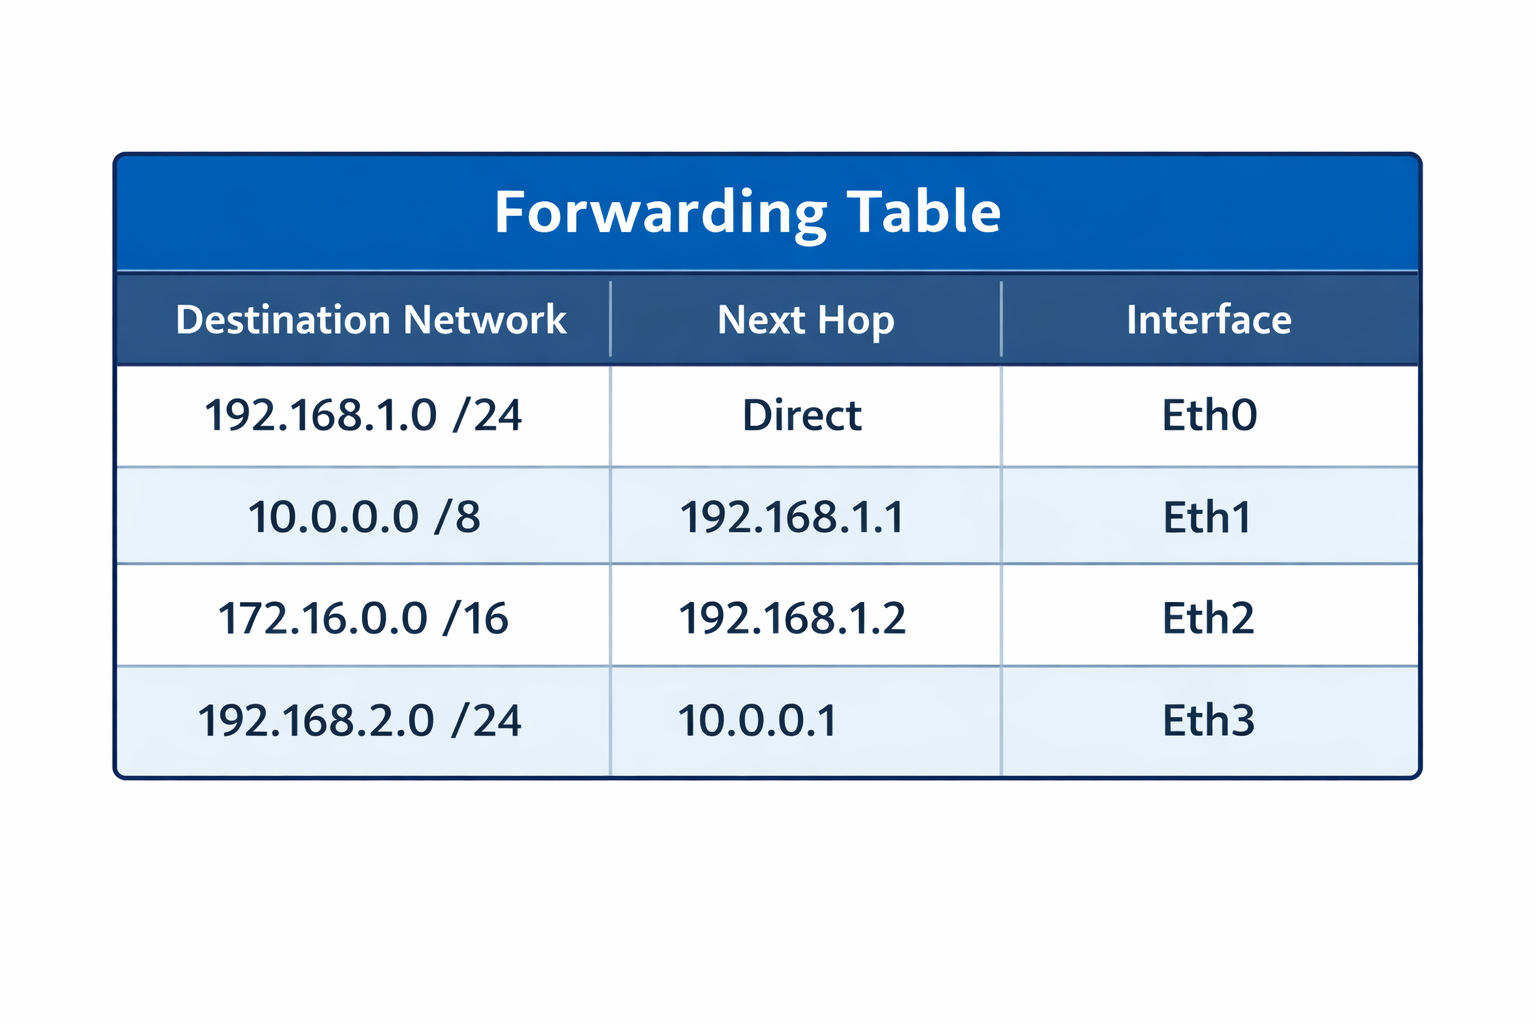 Forwarding Table
Destination Network Next Hop Interface
192.168.1.0 /24 Direct Eth0
10.0.0.0 /8 192.168.1.1 Eth1
172.16.0.0 /16 192.168.1.2 Eth2
192.168.2.0 /24 10.0.0.1 Eth3